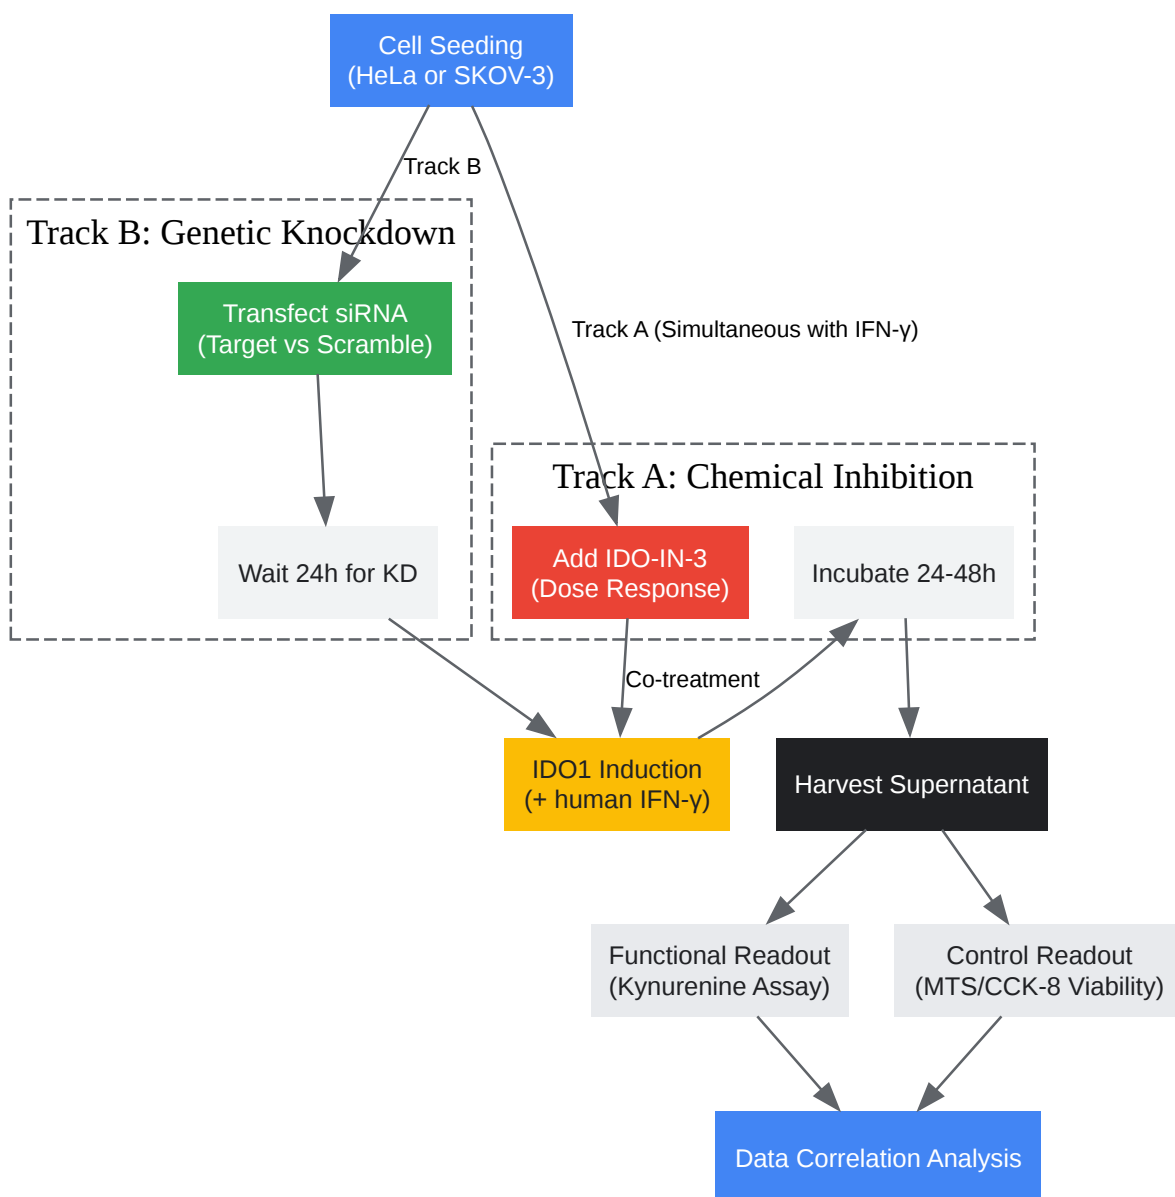 Cell Seeding
(HeLa or SKOV-3)
Track B
Track B: Genetic Knockdown
Transfect siRNA
(Target vs Scramble)
Track A (Simultaneous with IFN-γ)
Track A: Chemical Inhibition
Wait 24h for KD
Add IDO-IN-3
(Dose Response)
Incubate 24-48h
Co-treatment
IDO1 Induction
(+ human IFN-γ)
Harvest Supernatant
Functional Readout
(Kynurenine Assay)
Control Readout
(MTS/CCK-8 Viability)
Data Correlation Analysis